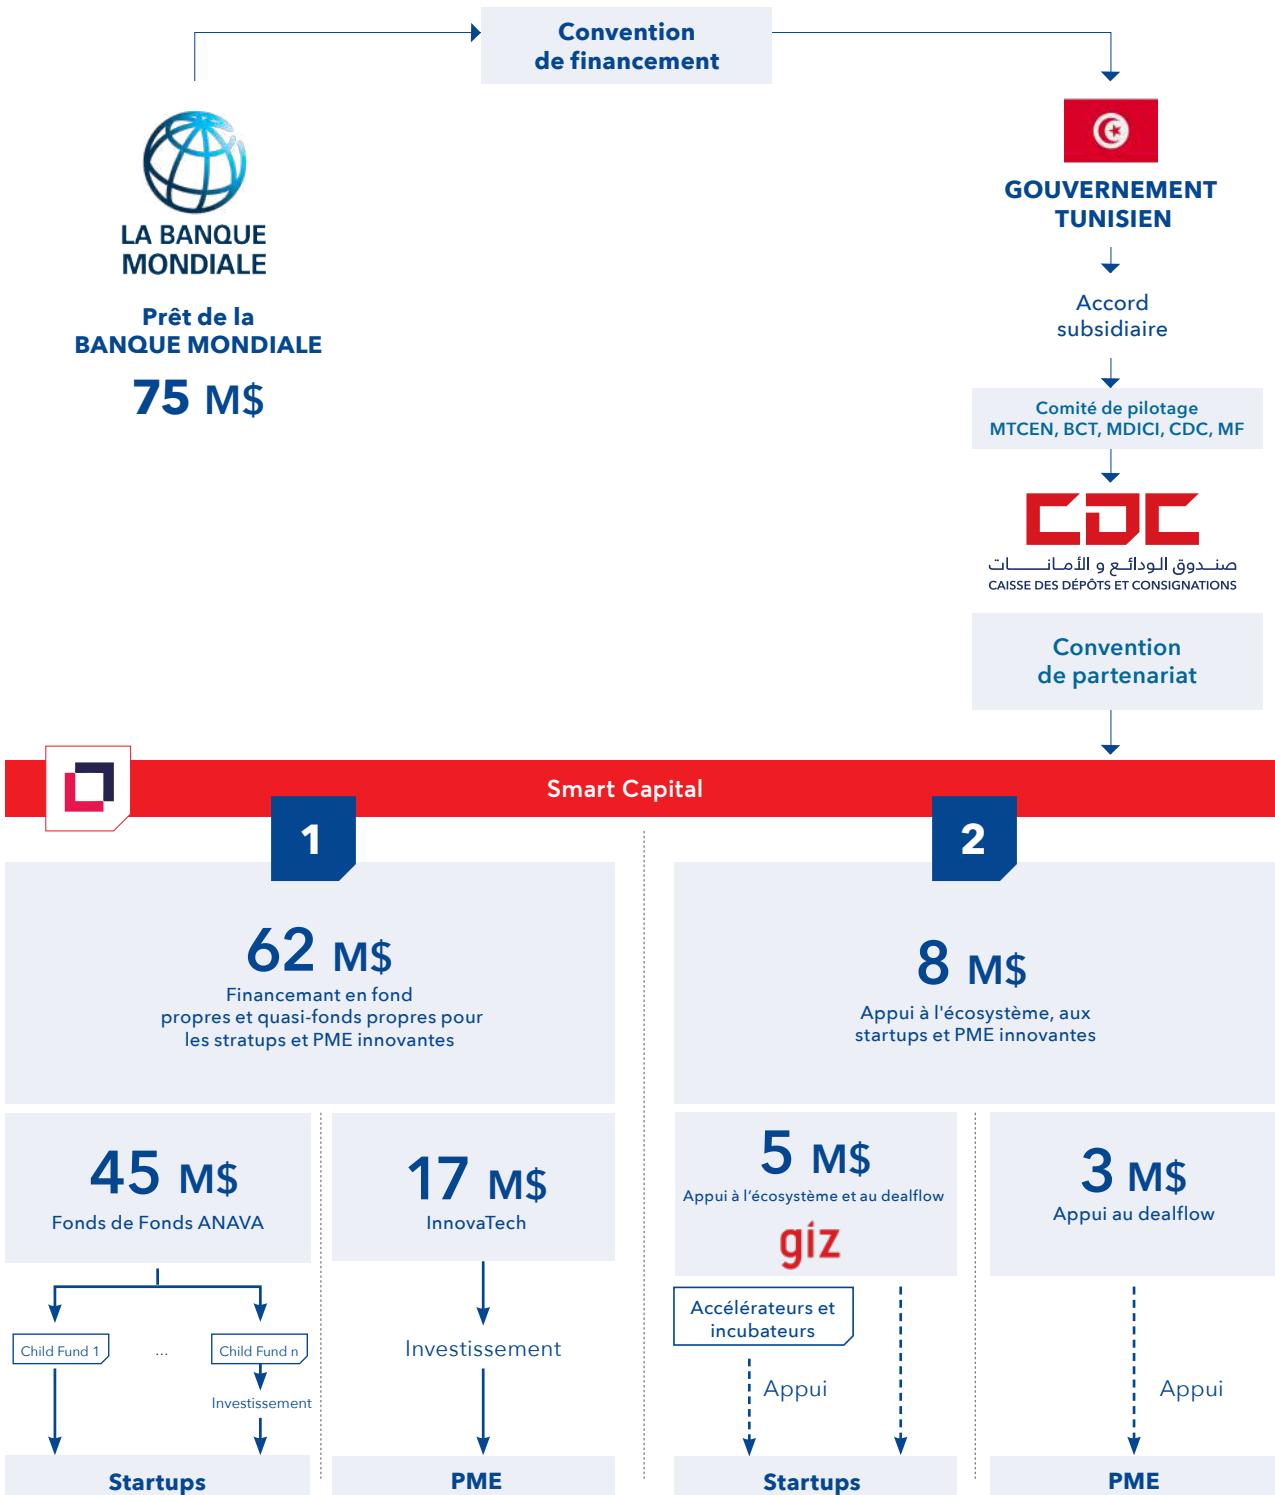 Convention
de financement
LA BANQUE
MONDIALE
Prêt de la
BANQUE MONDIALE
75 M$
GOUVERNEMENT
TUNISIEN
Accord
subsidiaire
Comité de pilotage
MTCEN, BCT, MDICI, CDC, MF
CDC
صنــدوق الـودائــع و الأمـانـــــــات
CAISSE DES DÉPÔTS ET CONSIGNATIONS
Convention
de partenariat
Smart Capital
1
62 M$
Financemant en fond
propres et quasi-fonds propres pour
les stratups et PME innovantes
45 M$
Fonds de Fonds ANAVA
Child Fund 1
...
Child Fund n
Investissement
Startups
17 M$
InnovaTech
Investissement
PME
2
8 M$
Appui à l'écosystème, aux
startups et PME innovantes
5 M$
Appui à l’écosystème et au dealflow
giz
Accélérateurs et
incubateurs
Appui
Startups
3 M$
Appui au dealflow
Appui
PME